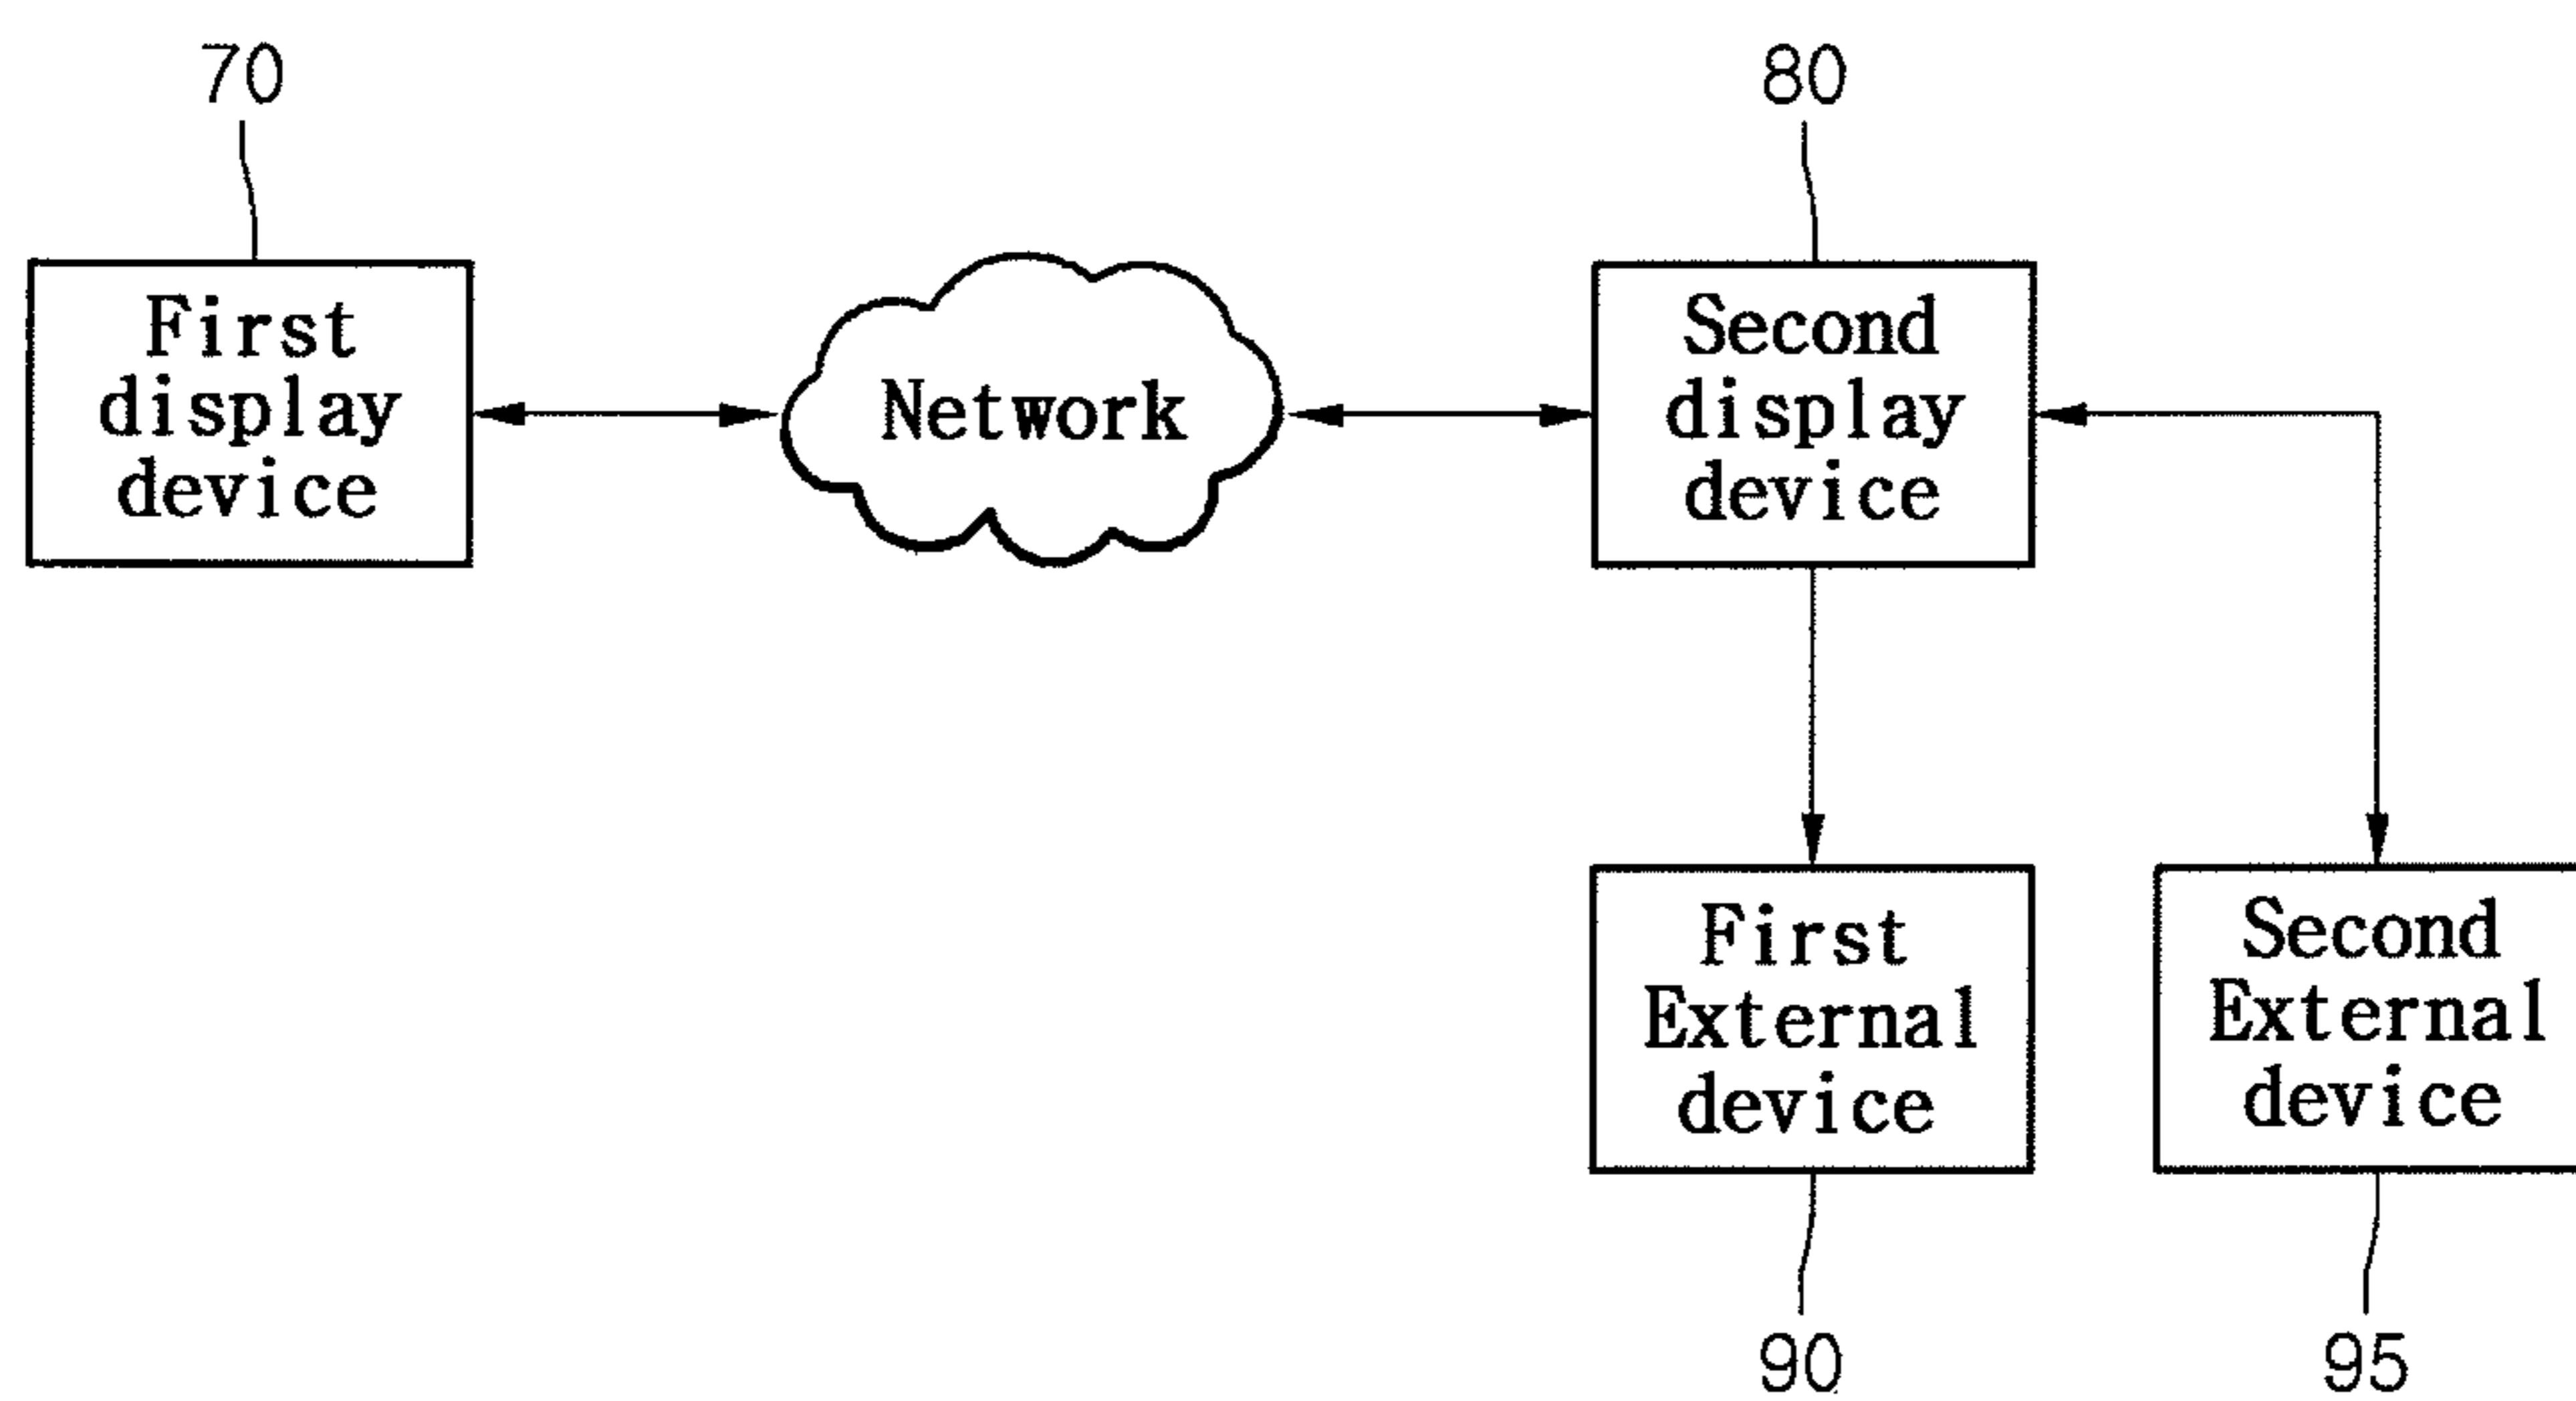 70
80
First
display
device
Network
Second
display
device
First
External
device
Second
External
device
90
95